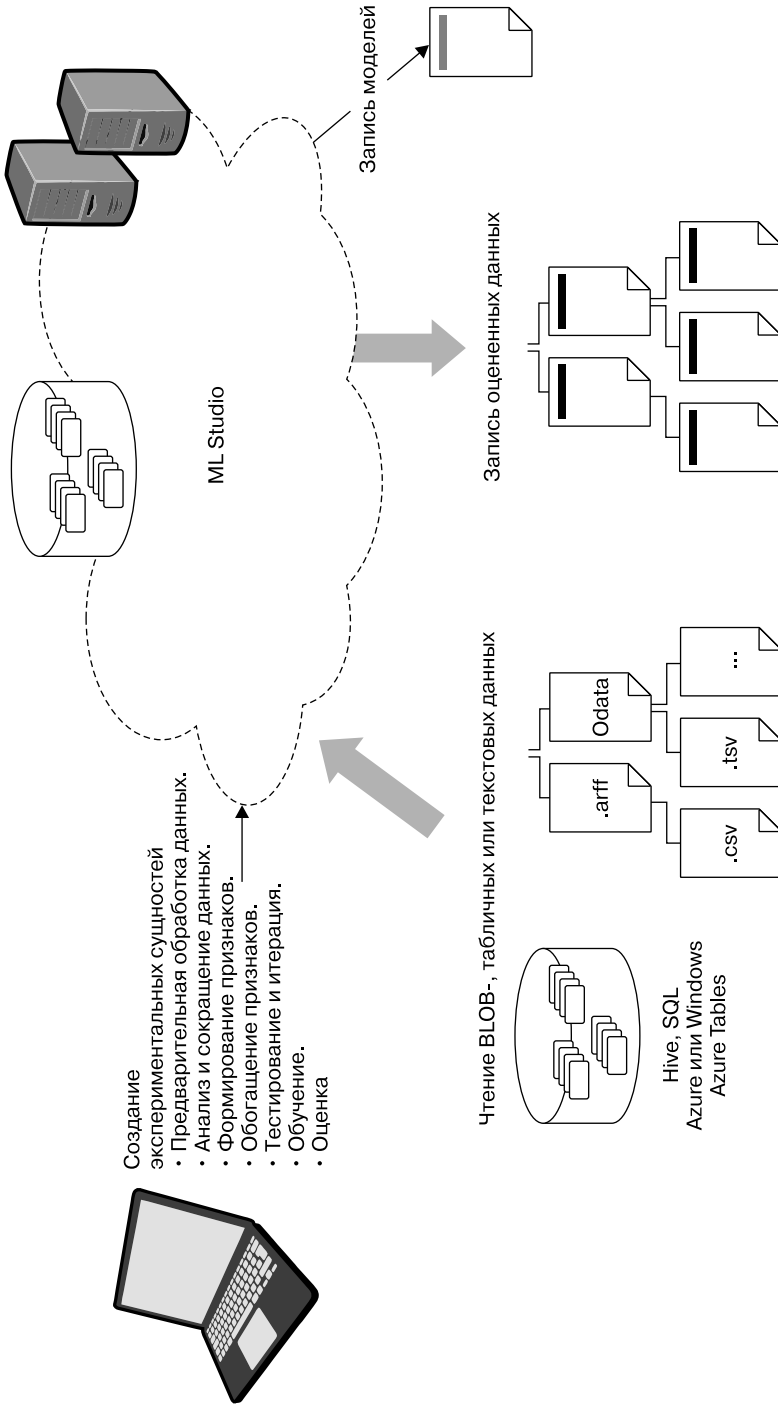 Создание
экспериментальных сущностей
• Предварительная обработка данных.
• Анализ и сокращение данных.
• Формирование признаков.
• Обогащение признаков.
• Тестирование и итерация.
• Обучение.
• Оценка
ML Studio
Запись моделей
Чтение BLOB-, табличных или текстовых данных
Hive, SQL
Azure или Windows
Azure Tables
.arff
Odata
.csv
.tsv
...
Запись оцененных данных